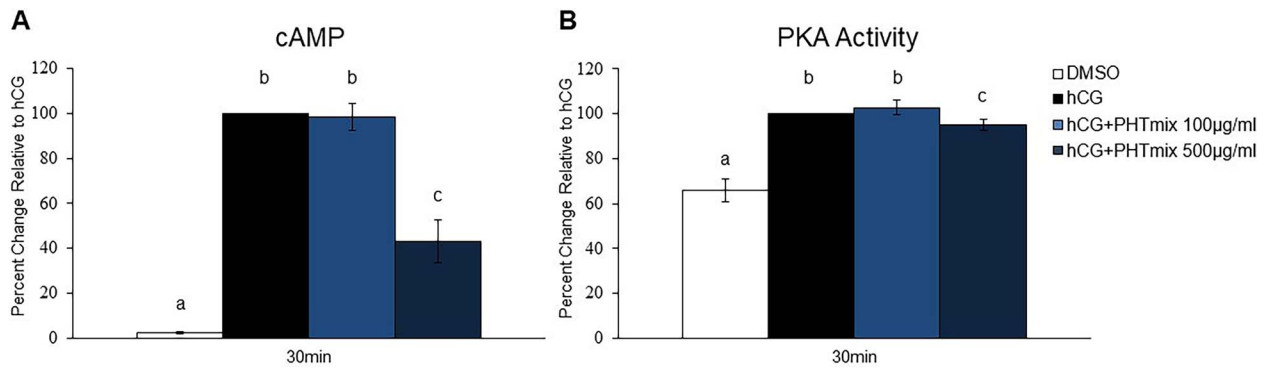 A
cAMP
Percent Change Relative to hCG
120
100
80
60
40
20
0
a
b
b
c
30min
B
PKA Activity
Percent Change Relative to hCG
120
100
80
60
40
20
0
a
b
b
c
30min
DMSO
hCG
hCG+PHTmix 100µg/ml
hCG+PHTmix 500µg/ml